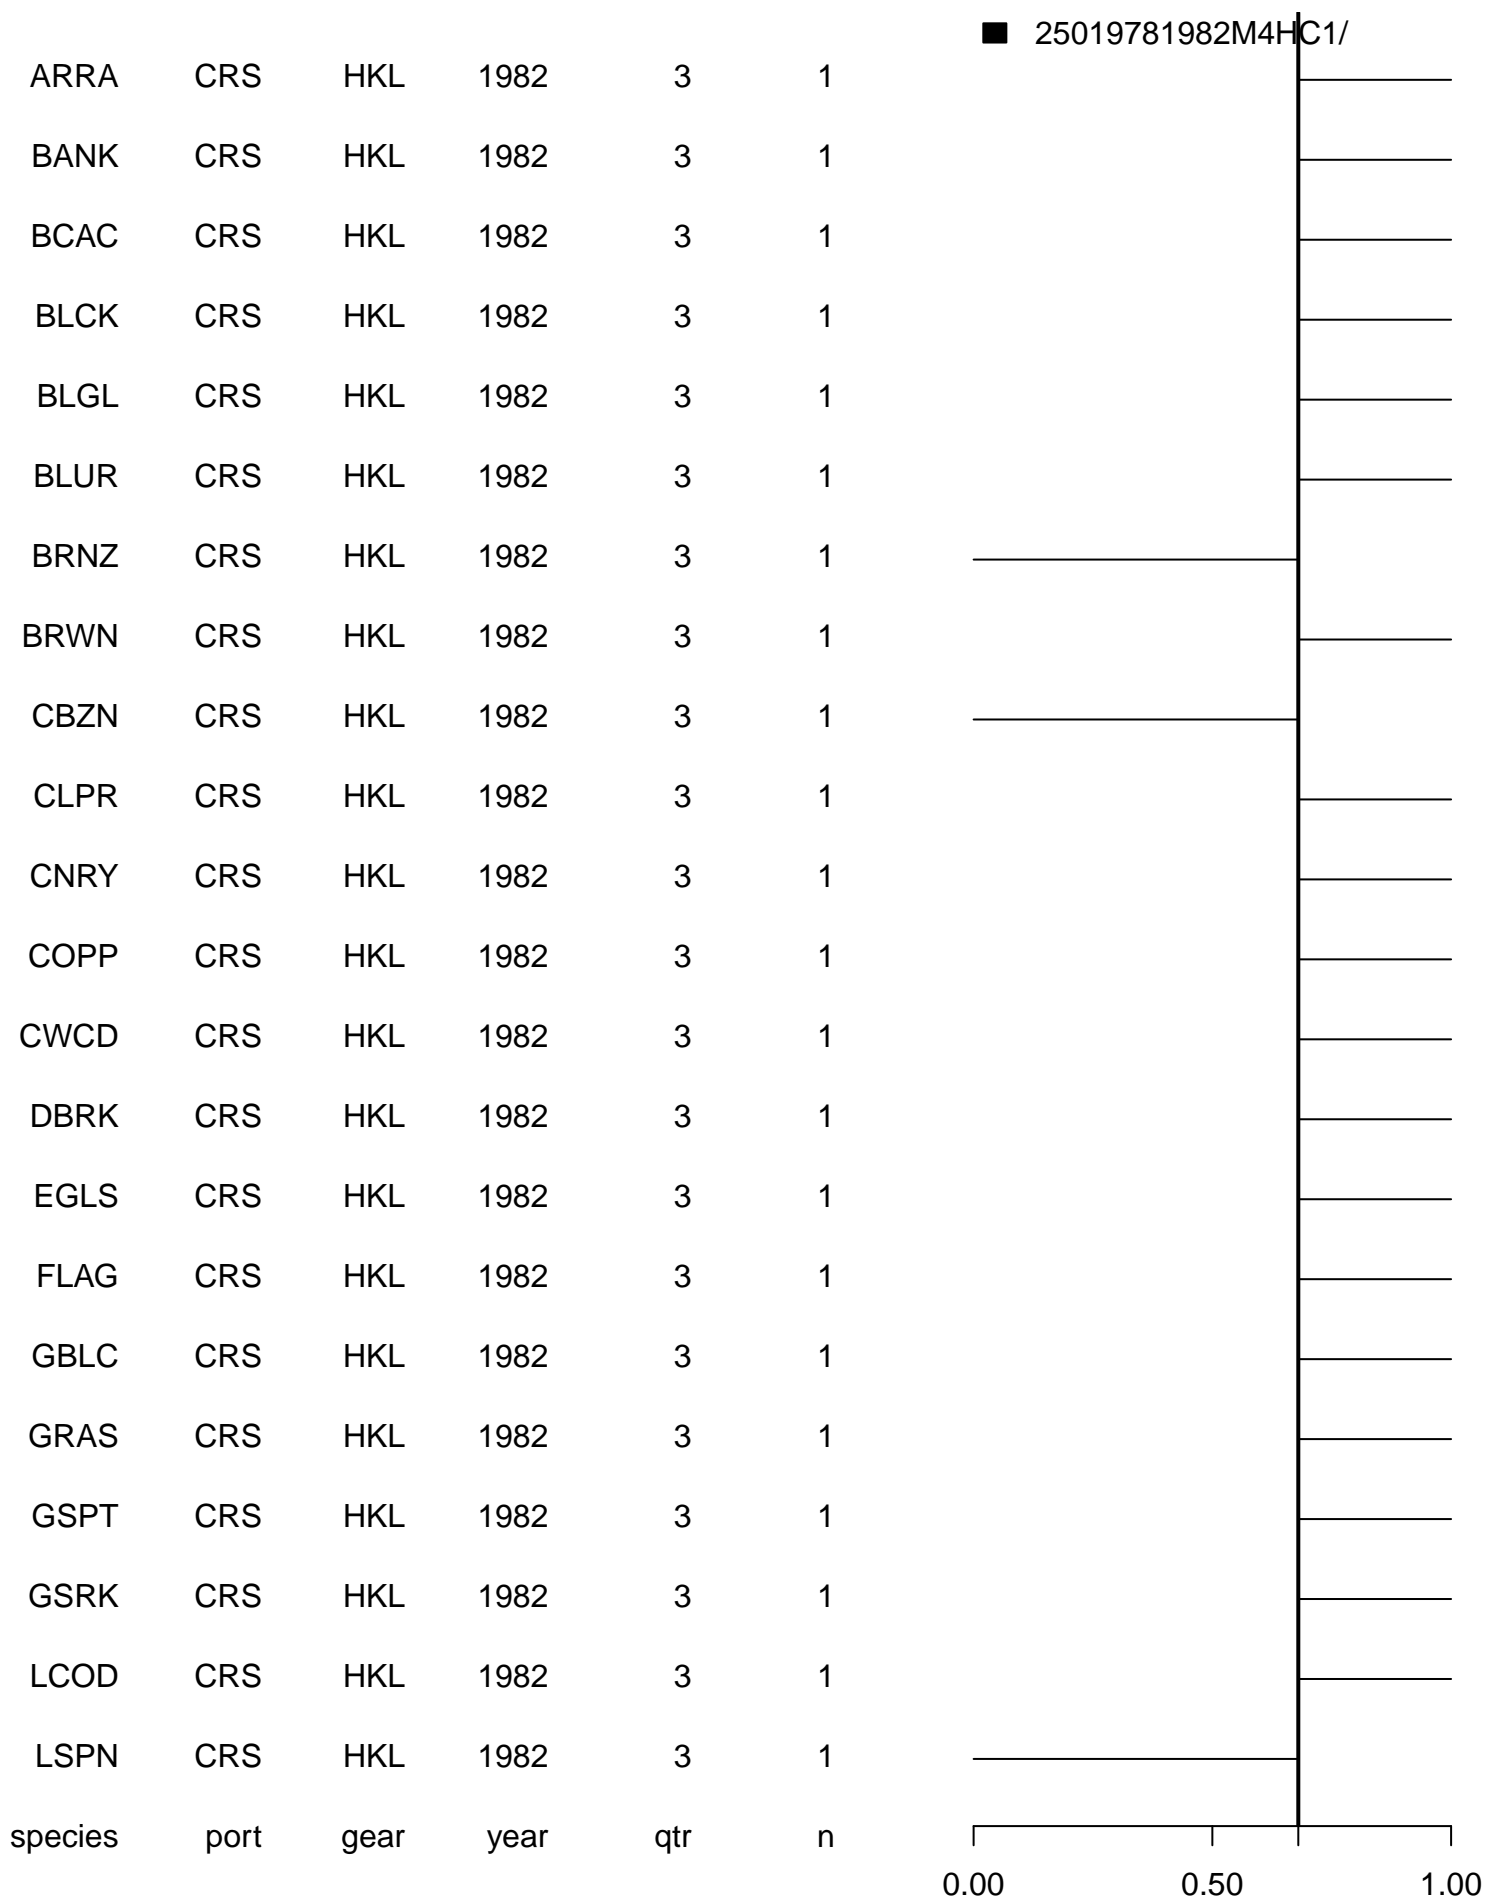 25019781982M4HC1/
ARRA CRS HKL 1982 3 1
BANK CRS HKL 1982 3 1
BCAC CRS HKL 1982 3 1
BLCK CRS HKL 1982 3 1
BLGL CRS HKL 1982 3 1
BLUR CRS HKL 1982 3 1
BRNZ CRS HKL 1982 3 1
BRWN CRS HKL 1982 3 1
CBZN CRS HKL 1982 3 1
CLPR CRS HKL 1982 3 1
CNRY CRS HKL 1982 3 1
COPP CRS HKL 1982 3 1
CWCD CRS HKL 1982 3 1
DBRK CRS HKL 1982 3 1
EGLS CRS HKL 1982 3 1
FLAG CRS HKL 1982 3 1
GBLC CRS HKL 1982 3 1
GRAS CRS HKL 1982 3 1
GSPT CRS HKL 1982 3 1
GSRK CRS HKL 1982 3 1
LCOD CRS HKL 1982 3 1
LSPN CRS HKL 1982 3 1
species port gear year qtr n
0.00 0.50 1.00